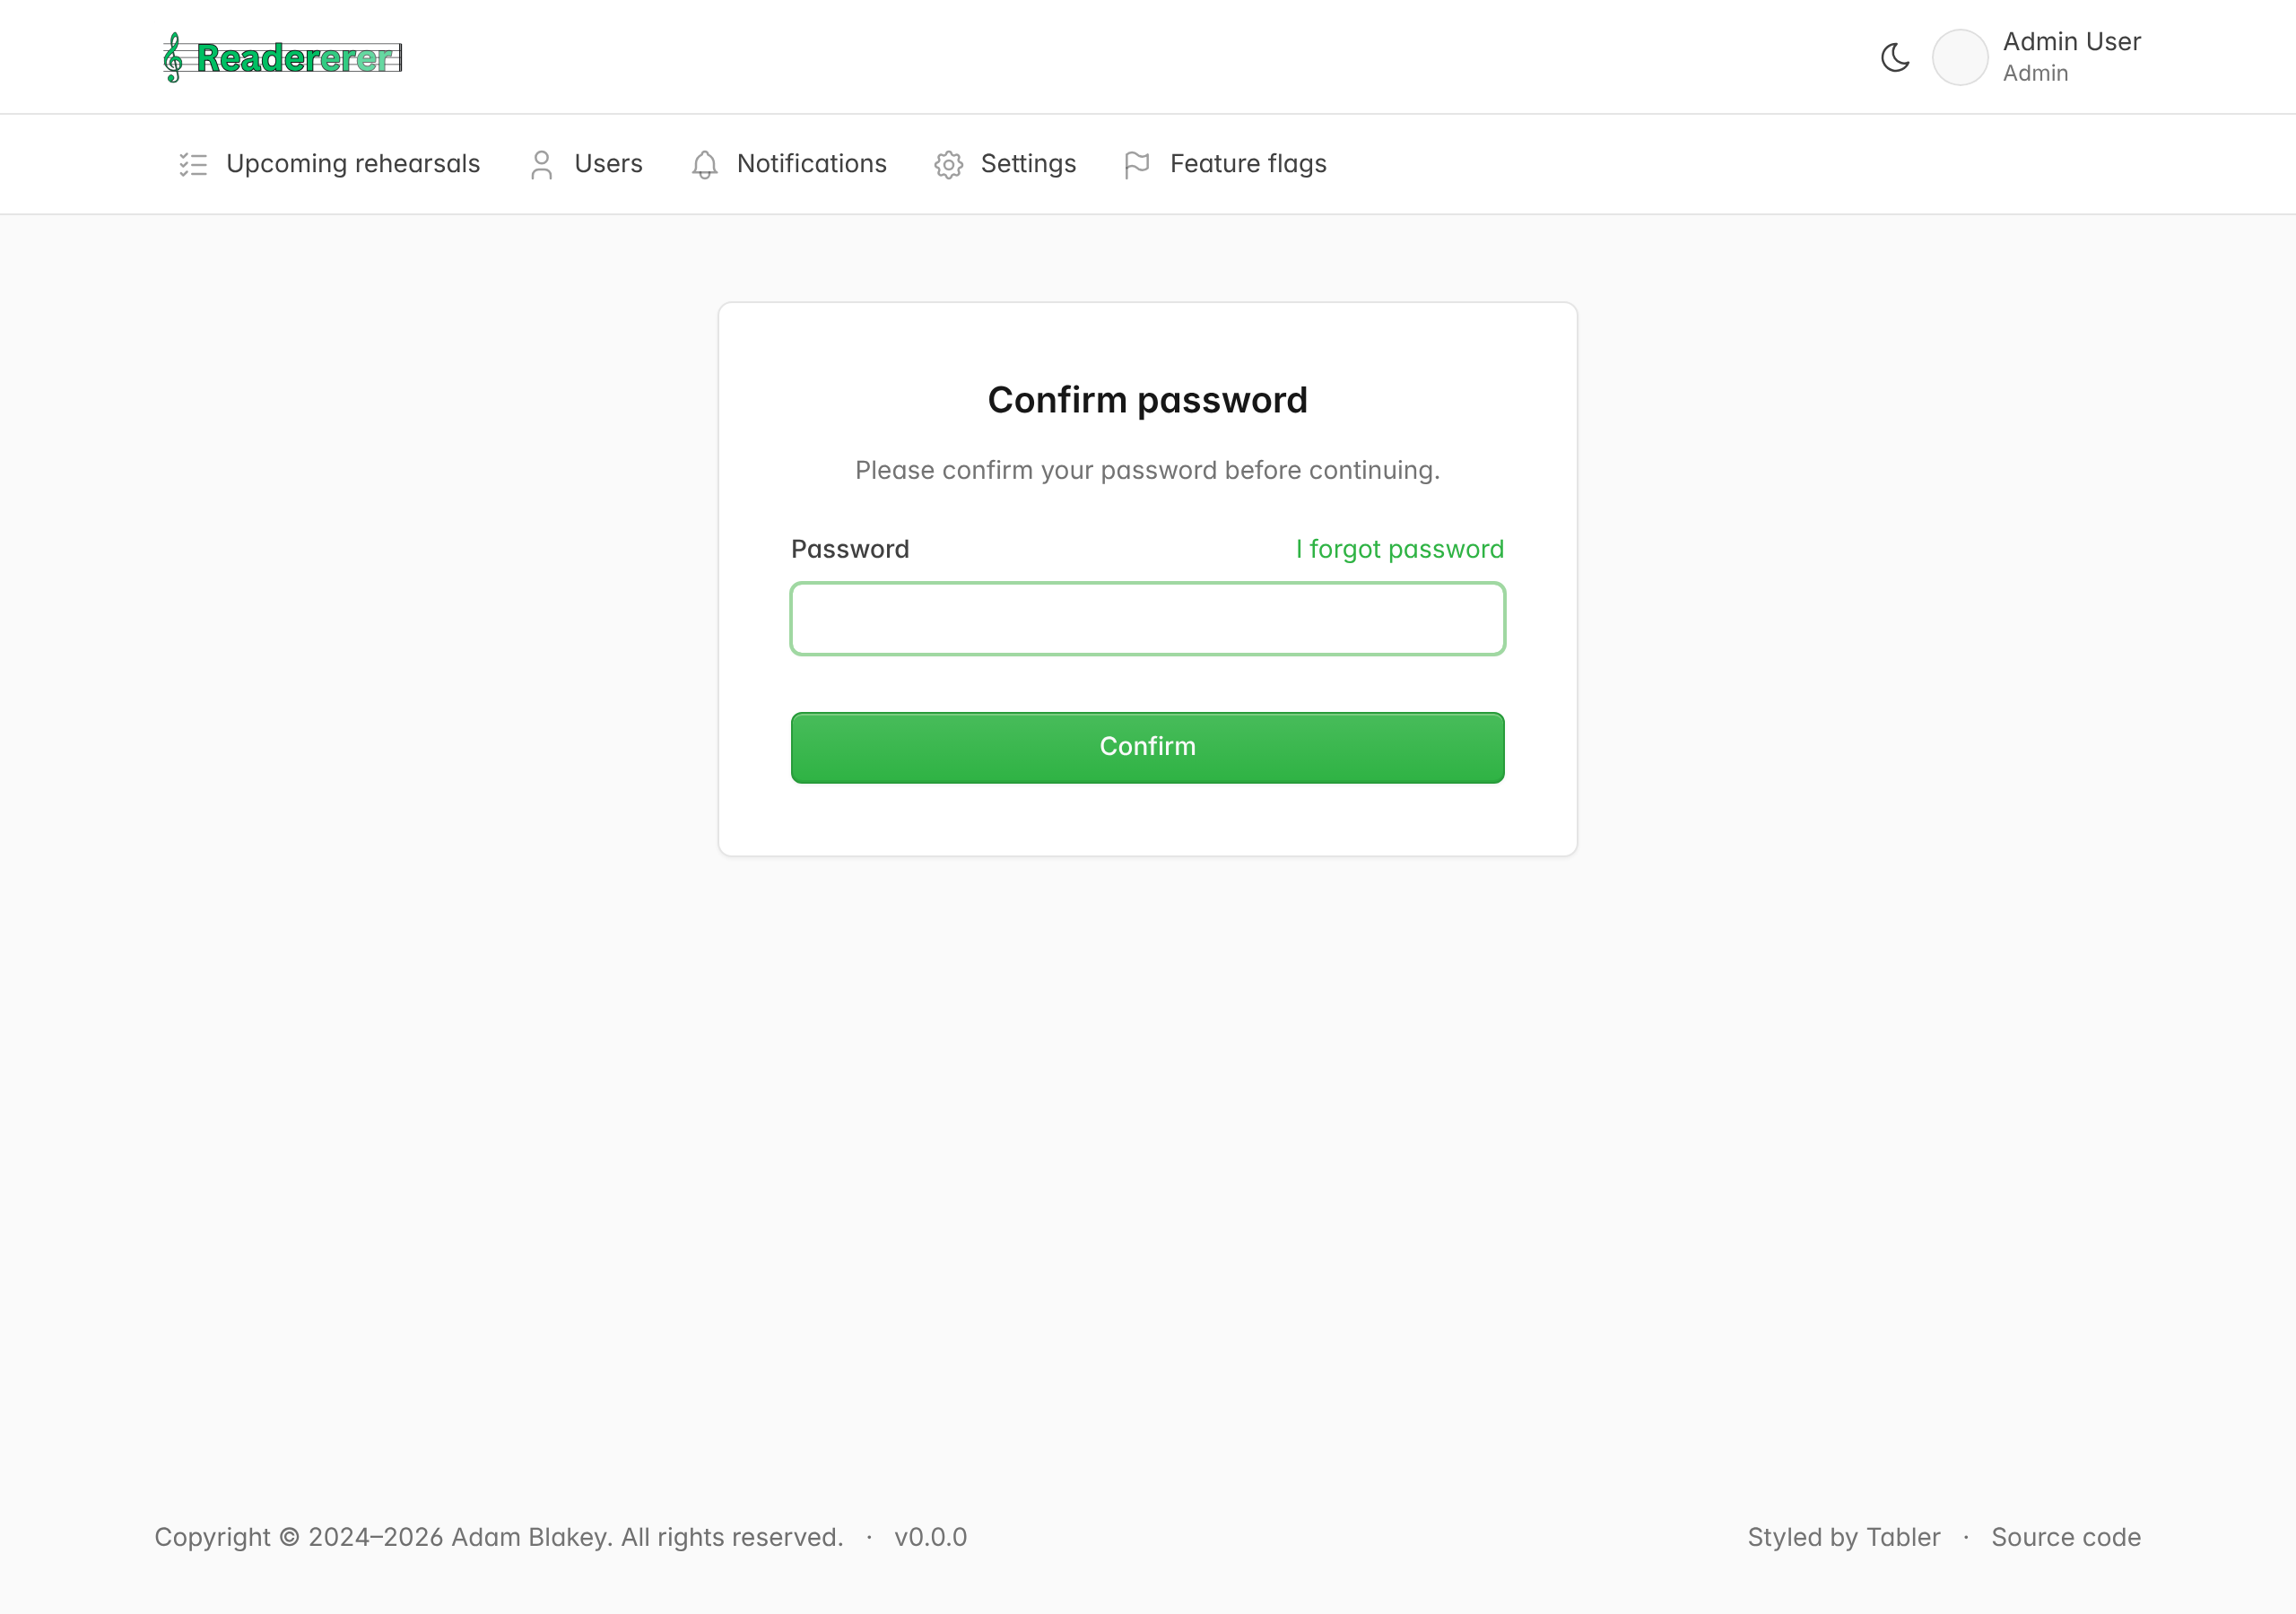 Readererer
Admin User
Admin
Upcoming rehearsals
Users
Notifications
Settings
Feature flags
Confirm password
Please confirm your password before continuing.
Password
I forgot password
Confirm
Copyright © 2024–2026 Adam Blakey. All rights reserved. · v0.0.0
Styled by Tabler · Source code